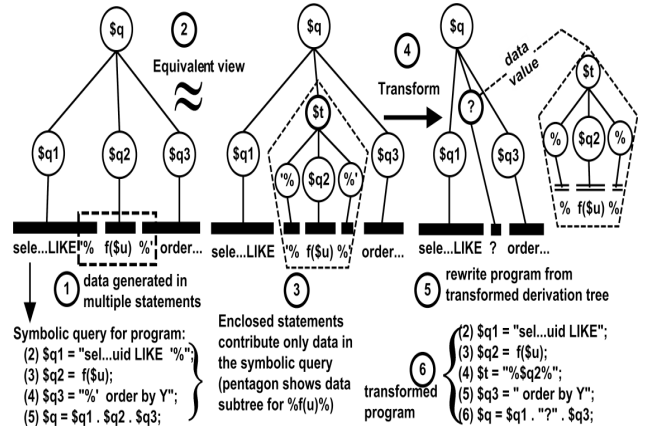 $q
2
Equivalent view
≈
$q1
$q2
$q3
sele...LIKE '%
f($u)
%' order...
1
data generated in
multiple statements
Symbolic query for program:
(2) $q1 = "sel...uid LIKE '%";
(3) $q2 = f($u);
(4) $q3 = "%' order by Y";
(5) $q = $q1 . $q2 . $q3;
$q
$t
$q1
'%
$q2
%'
$q3
sele...LIKE
'%
f($u)
%'
order...
3
Enclosed statements
contribute only data in
the symbolic query
(pentagon shows data
subtree for %f(u)%)
4
Transform
$q
?
data
value
$t
$q1
$q3
%
$q2
%
% f($u) %
sele...LIKE ? order...
5
rewrite program from
transformed derivation tree
6
transformed
program
(2) $q1 = "sel...uid LIKE";
(3) $q2 = f($u);
(4) $t = "%$q2%";
(5) $q3 = " order by Y";
(6) $q = $q1 . "?" . $q3;